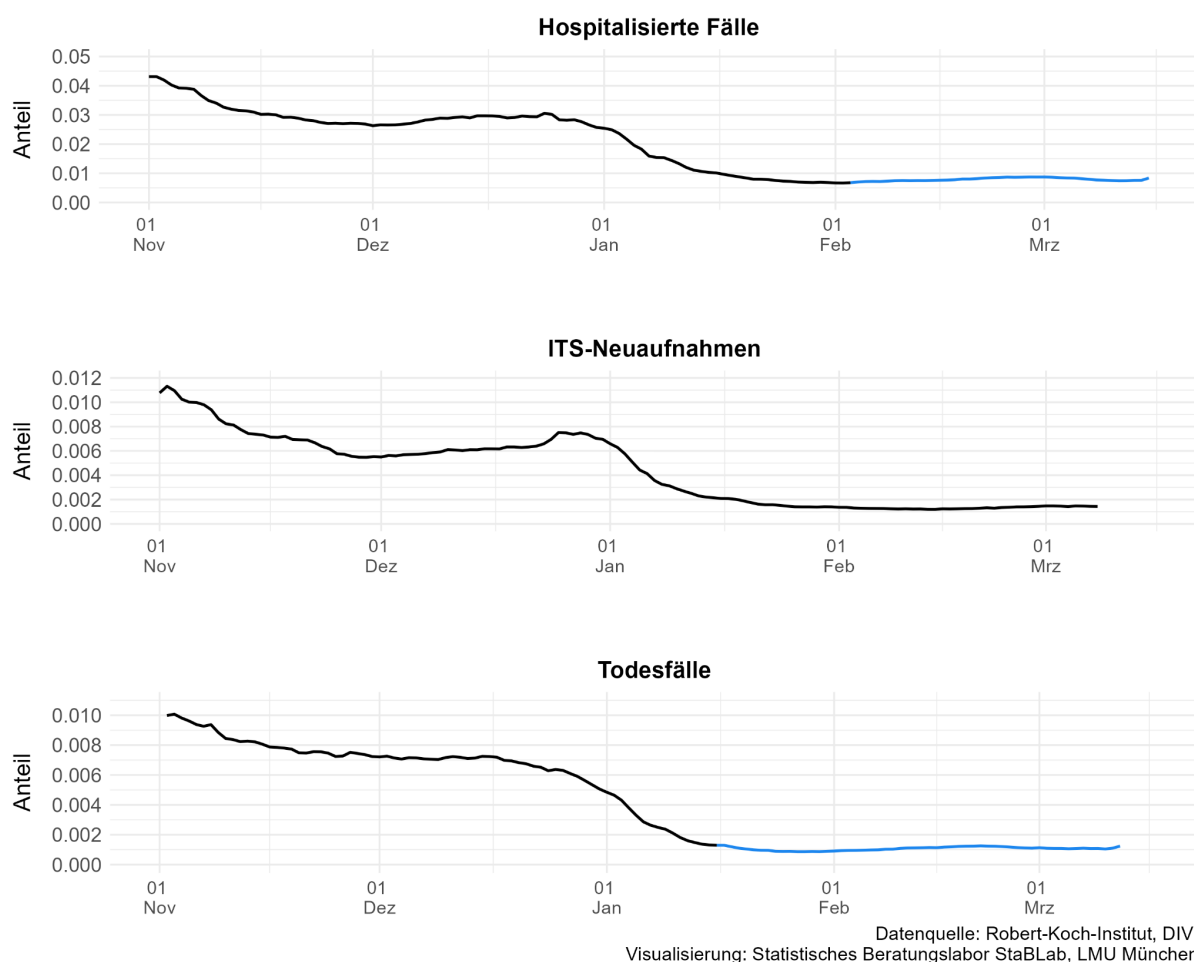 Hospitalisierte Fälle
Anteil
0.05
0.04
0.03
0.02
0.01
0.00
01 01 01 01 01
Nov Dez Jan Feb Mrz
ITS-Neuaufnahmen
Anteil
0.012
0.010
0.008
0.006
0.004
0.002
0.000
01 01 01 01 01
Nov Dez Jan Feb Mrz
Todesfälle
Anteil
0.010
0.008
0.006
0.004
0.002
0.000
01 01 01 01 01
Nov Dez Jan Feb Mrz
Datenquelle: Robert-Koch-Institut, DIV
Visualisierung: Statistisches Beratungslabor StaBLab, LMU München